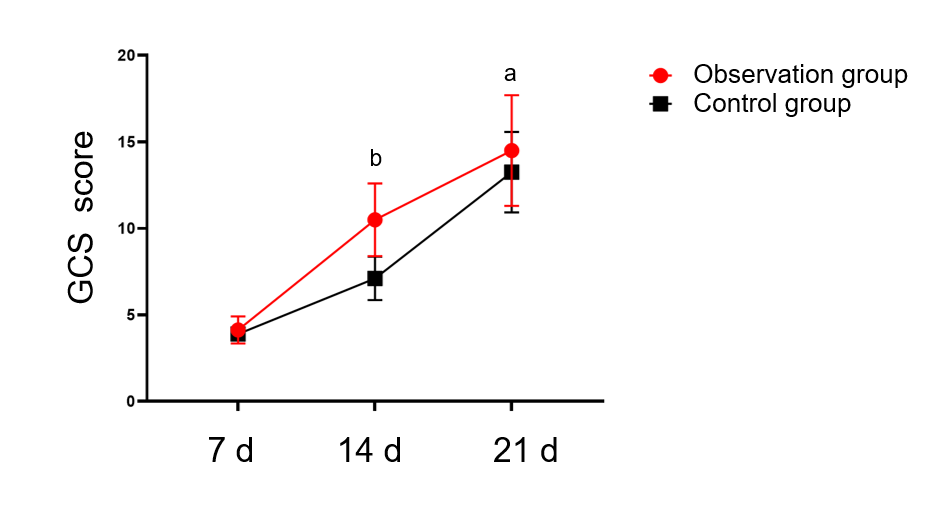 20
15
10
5
0
GCS score
b
a
7 d
14 d
21 d
Observation group
Control group